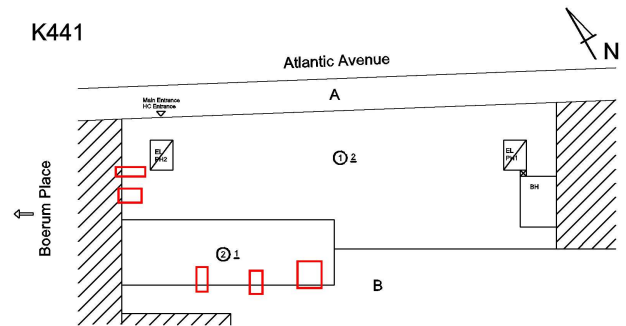 K441
N
Atlantic Avenue
A
Main Entrance
HC Entrance
EL
PH2
1 2
EL
PH1
BH
Boerum Place
2 1
B